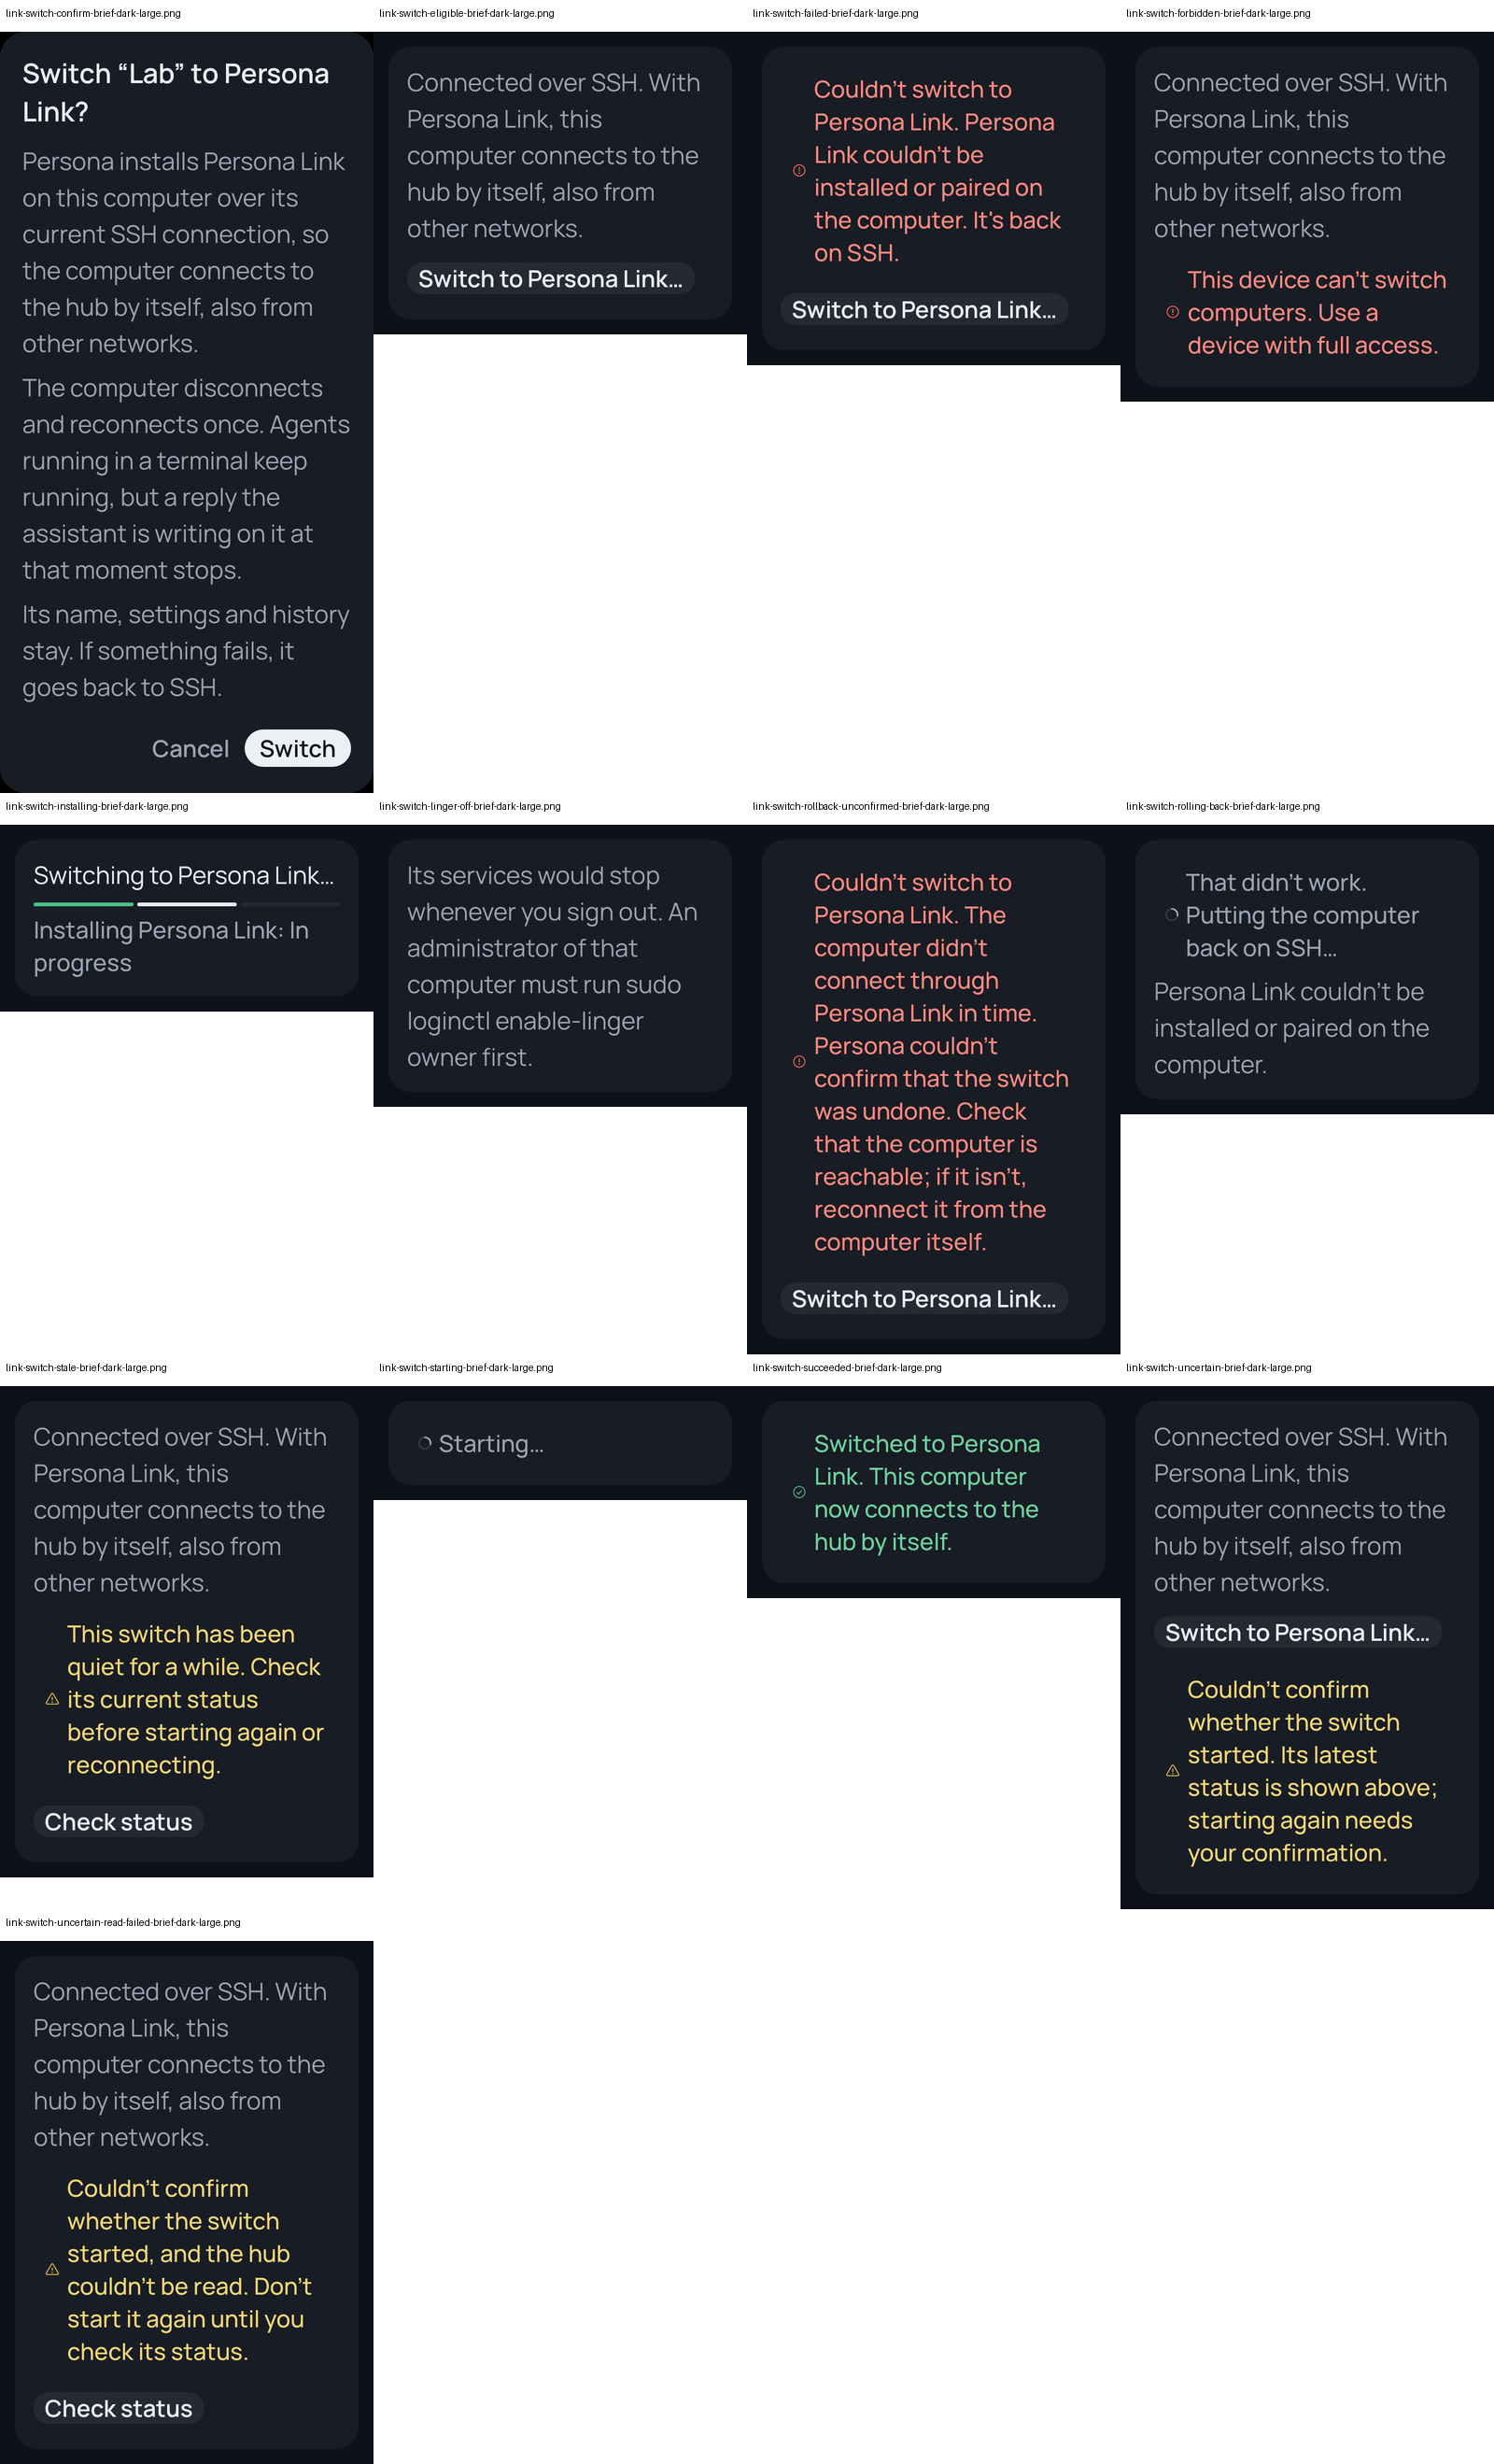 link-switch-confirm-brief-dark-large.png
Switch “Lab” to Persona
Link?
Persona installs Persona Link
on this computer over its
current SSH connection, so
the computer connects to
the hub by itself, also from
other networks.
The computer disconnects
and reconnects once. Agents
running in a terminal keep
running, but a reply the
assistant is writing on it at
that moment stops.
Its name, settings and history
stay. If something fails, it
goes back to SSH.
Cancel
Switch
link-switch-eligible-brief-dark-large.png
Connected over SSH. With
Persona Link, this
computer connects to the
hub by itself, also from
other networks.
Switch to Persona Link…
link-switch-failed-brief-dark-large.png
Couldn’t switch to
Persona Link. Persona
Link couldn’t be
installed or paired on
the computer. It's back
on SSH.
Switch to Persona Link…
link-switch-forbidden-brief-dark-large.png
Connected over SSH. With
Persona Link, this
computer connects to the
hub by itself, also from
other networks.
This device can’t switch
computers. Use a
device with full access.
link-switch-installing-brief-dark-large.png
Switching to Persona Link…
Installing Persona Link: In
progress
link-switch-linger-off-brief-dark-large.png
Its services would stop
whenever you sign out. An
administrator of that
computer must run sudo
loginctl enable-linger
owner first.
link-switch-rollback-unconfirmed-brief-dark-large.png
Couldn’t switch to
Persona Link. The
computer didn’t
connect through
Persona Link in time.
Persona couldn’t
confirm that the switch
was undone. Check
that the computer is
reachable; if it isn’t,
reconnect it from the
computer itself.
Switch to Persona Link…
link-switch-rolling-back-brief-dark-large.png
That didn’t work.
Putting the computer
back on SSH…
Persona Link couldn’t be
installed or paired on the
computer.
link-switch-stale-brief-dark-large.png
Connected over SSH. With
Persona Link, this
computer connects to the
hub by itself, also from
other networks.
This switch has been
quiet for a while. Check
its current status
before starting again or
reconnecting.
Check status
link-switch-starting-brief-dark-large.png
Starting…
link-switch-succeeded-brief-dark-large.png
Switched to Persona
Link. This computer
now connects to the
hub by itself.
link-switch-uncertain-brief-dark-large.png
Connected over SSH. With
Persona Link, this
computer connects to the
hub by itself, also from
other networks.
Switch to Persona Link…
Couldn’t confirm
whether the switch
started. Its latest
status is shown above;
starting again needs
your confirmation.
link-switch-uncertain-read-failed-brief-dark-large.png
Connected over SSH. With
Persona Link, this
computer connects to the
hub by itself, also from
other networks.
Couldn’t confirm
whether the switch
started, and the hub
couldn’t be read. Don’t
start it again until you
check its status.
Check status